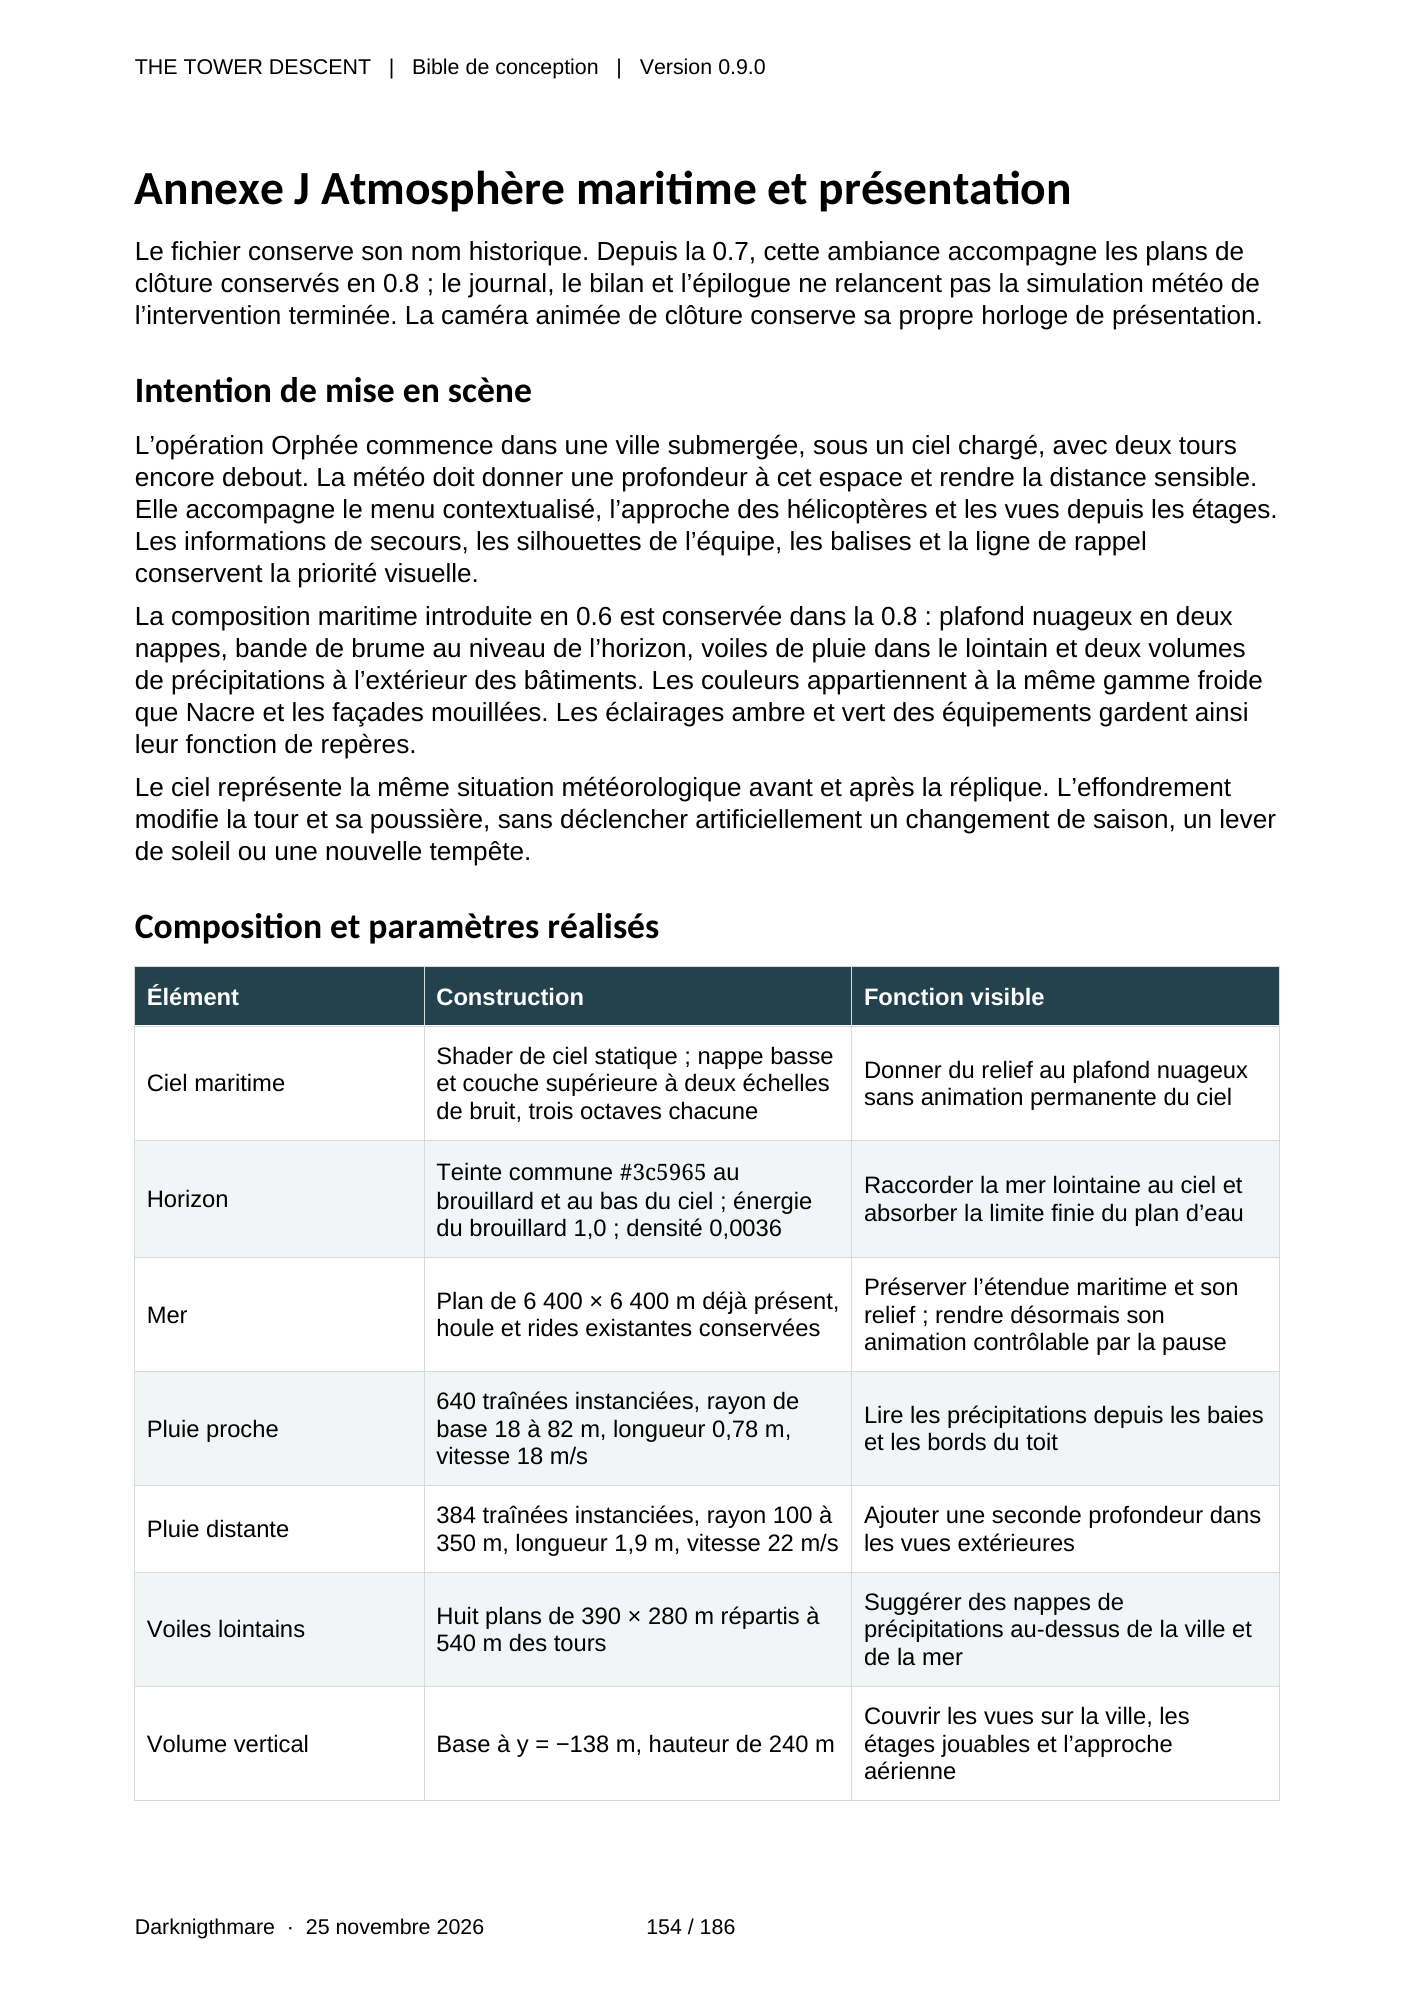 THE TOWER DESCENT | Bible de conception | Version 0.9.0
Annexe J Atmosphère maritime et présentation
Le fichier conserve son nom historique. Depuis la 0.7, cette ambiance accompagne les plans de
clôture conservés en 0.8 ; le journal, le bilan et l’épilogue ne relancent pas la simulation météo de
l’intervention terminée. La caméra animée de clôture conserve sa propre horloge de présentation.
Intention de mise en scène
L’opération Orphée commence dans une ville submergée, sous un ciel chargé, avec deux tours
encore debout. La météo doit donner une profondeur à cet espace et rendre la distance sensible.
Elle accompagne le menu contextualisé, l’approche des hélicoptères et les vues depuis les étages.
Les informations de secours, les silhouettes de l’équipe, les balises et la ligne de rappel
conservent la priorité visuelle.
La composition maritime introduite en 0.6 est conservée dans la 0.8 : plafond nuageux en deux
nappes, bande de brume au niveau de l’horizon, voiles de pluie dans le lointain et deux volumes
de précipitations à l’extérieur des bâtiments. Les couleurs appartiennent à la même gamme froide
que Nacre et les façades mouillées. Les éclairages ambre et vert des équipements gardent ainsi
leur fonction de repères.
Le ciel représente la même situation météorologique avant et après la réplique. L’effondrement
modifie la tour et sa poussière, sans déclencher artificiellement un changement de saison, un lever
de soleil ou une nouvelle tempête.
Composition et paramètres réalisés
Élément
Construction
Fonction visible
Ciel maritime
Shader de ciel statique ; nappe basse
et couche supérieure à deux échelles
de bruit, trois octaves chacune
Donner du relief au plafond nuageux
sans animation permanente du ciel
Horizon
Teinte commune #3c5965 au
brouillard et au bas du ciel ; énergie
du brouillard 1,0 ; densité 0,0036
Raccorder la mer lointaine au ciel et
absorber la limite finie du plan d’eau
Mer
Plan de 6 400 × 6 400 m déjà présent,
houle et rides existantes conservées
Préserver l’étendue maritime et son
relief ; rendre désormais son
animation contrôlable par la pause
Pluie proche
640 traînées instanciées, rayon de
base 18 à 82 m, longueur 0,78 m,
vitesse 18 m/s
Lire les précipitations depuis les baies
et les bords du toit
Pluie distante
384 traînées instanciées, rayon 100 à
350 m, longueur 1,9 m, vitesse 22 m/s
Ajouter une seconde profondeur dans
les vues extérieures
Voiles lointains
Huit plans de 390 × 280 m répartis à
540 m des tours
Suggérer des nappes de
précipitations au-dessus de la ville et
de la mer
Volume vertical
Base à y = −138 m, hauteur de 240 m
Couvrir les vues sur la ville, les
étages jouables et l’approche
aérienne
Darknigthmare · 25 novembre 2026
154 / 186